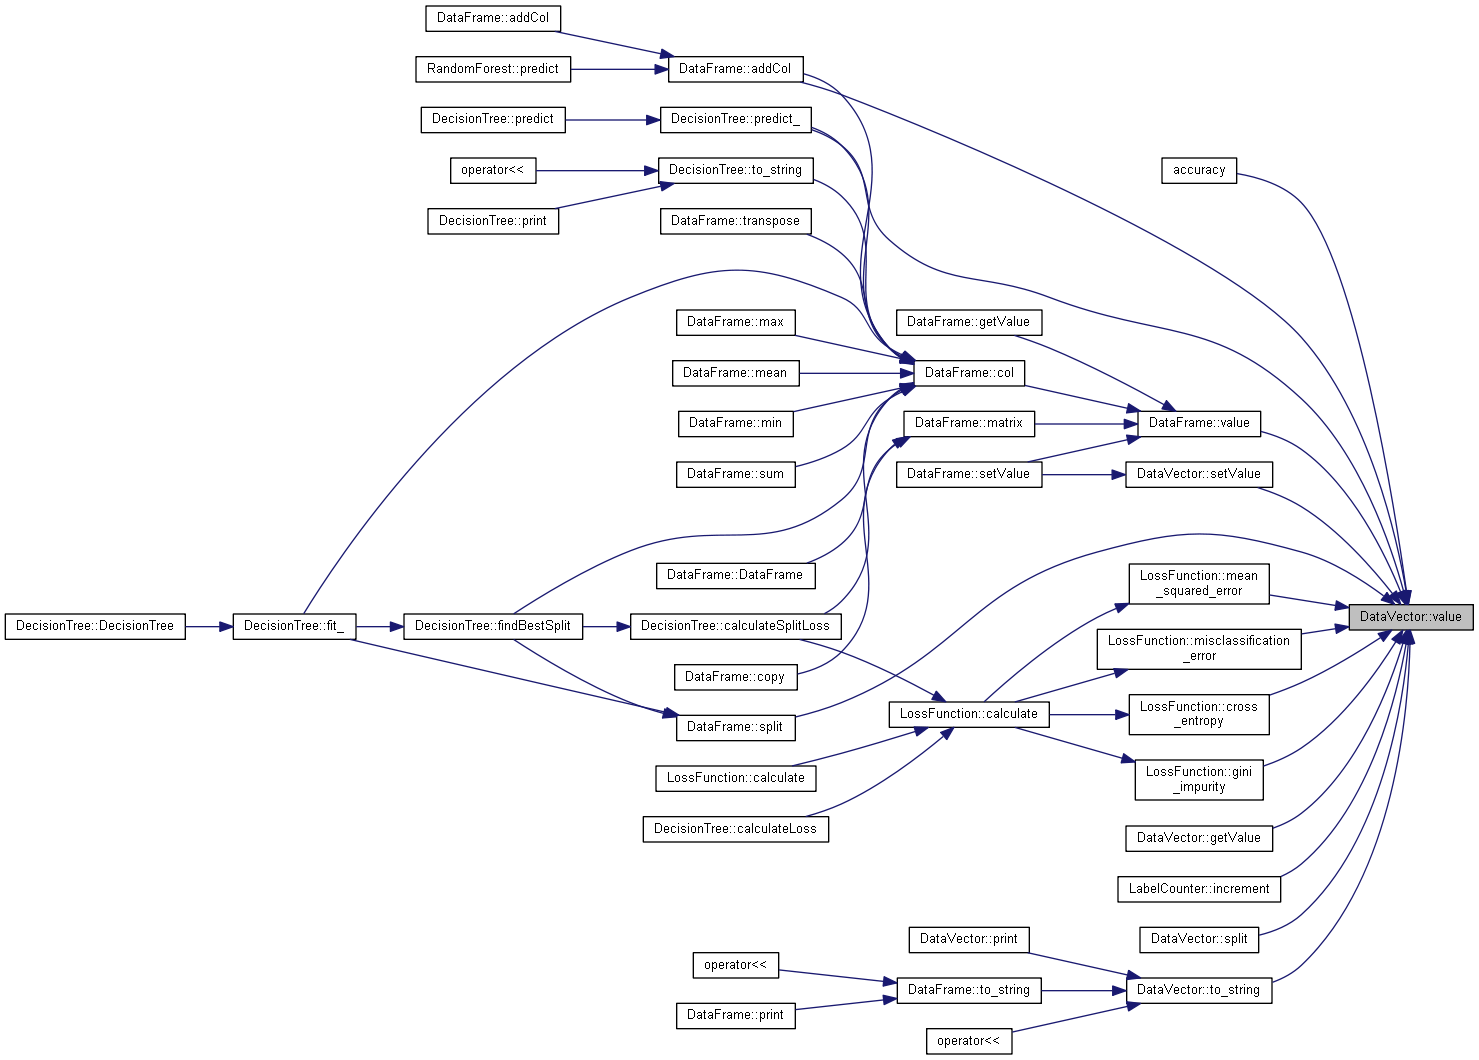 DataFrame::addCol
RandomForest::predict
DataFrame::addCol
DecisionTree::predict
DecisionTree::predict_
operator<<
DecisionTree::to_string
accuracy
DecisionTree::print
DataFrame::transpose
DataFrame::max
DataFrame::getValue
DataFrame::mean
DataFrame::col
DataFrame::min
DataFrame::matrix
DataFrame::value
DataFrame::sum
DataFrame::setValue
DataVector::setValue
DataFrame::DataFrame
LossFunction::mean
_squared_error
DecisionTree::DecisionTree
DecisionTree::fit_
DecisionTree::findBestSplit
DecisionTree::calculateSplitLoss
DataVector::value
LossFunction::misclassification
_error
DataFrame::copy
DataFrame::split
LossFunction::calculate
LossFunction::cross
_entropy
LossFunction::calculate
LossFunction::gini
_impurity
DecisionTree::calculateLoss
DataVector::getValue
LabelCounter::increment
DataVector::print
DataVector::split
operator<<
DataFrame::to_string
DataVector::to_string
DataFrame::print
operator<<